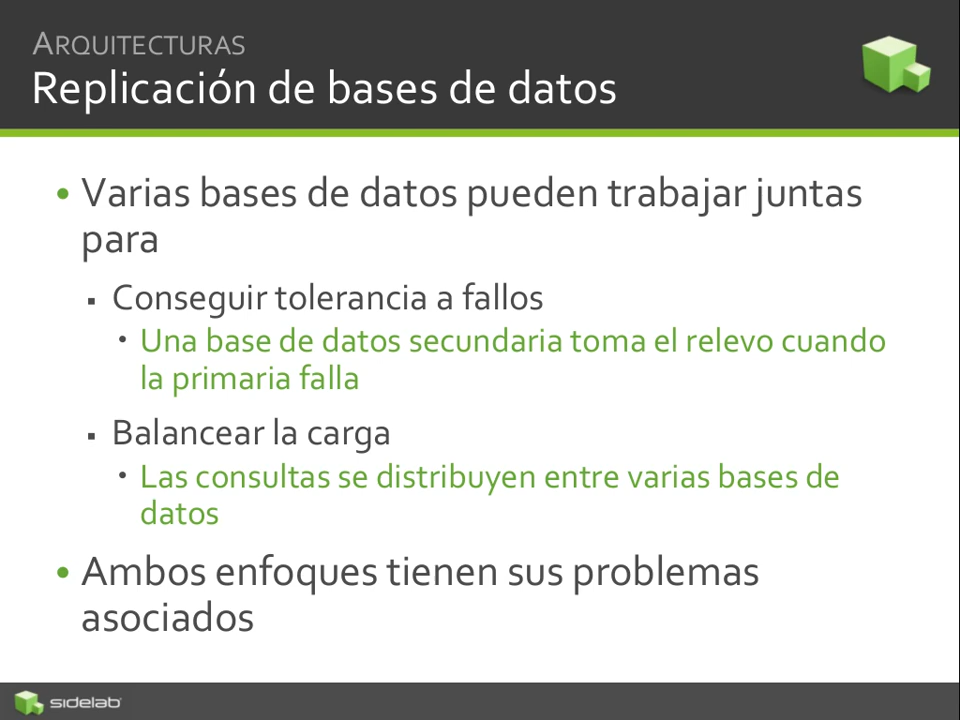 ARQUITECTURAS
Replicación de bases de datos
• Varias bases de datos pueden trabajar juntas
para
▪ Conseguir tolerancia a fallos
• Una base de datos secundaria toma el relevo cuando
la primaria falla
▪ Balancear la carga
• Las consultas se distribuyen entre varias bases de
datos
• Ambos enfoques tienen sus problemas
asociados
sidelab